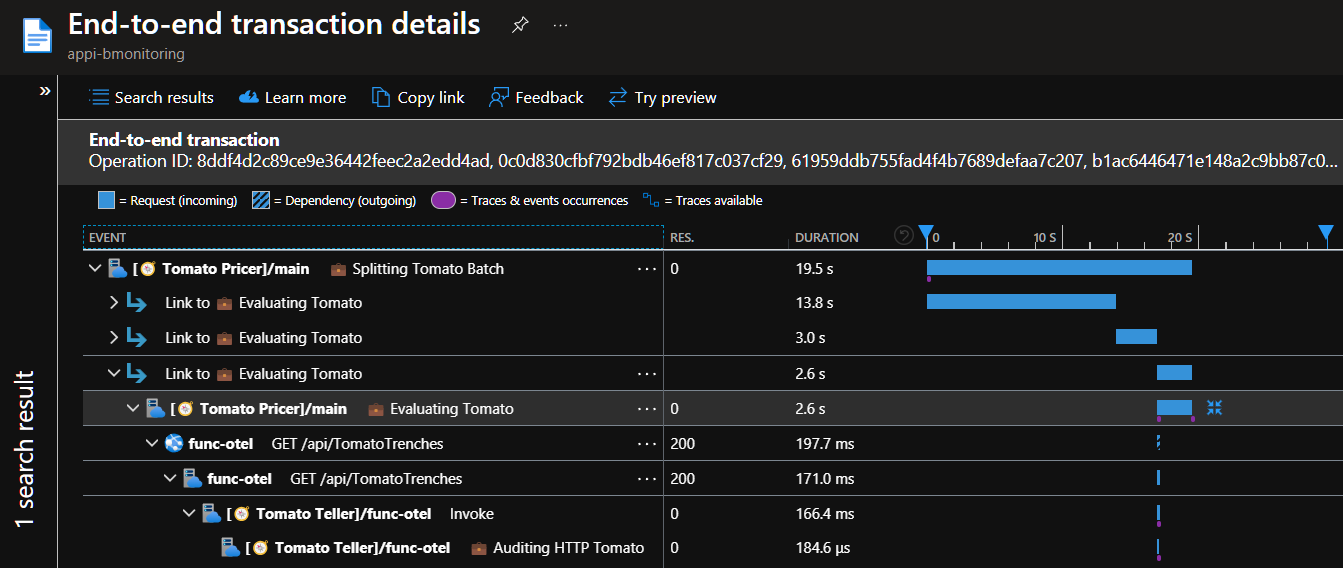 End-to-end transaction details
appi-bmonitoring
Search results Learn more Copy link Feedback Try preview
End-to-end transaction
Operation ID: 8ddf4d2c89ce9e36442feec2a2edd4ad, 0c0d830cfbf792bdb46ef817c037cf29, 61959ddb755fad4f4b7689defaa7c207, b1ac6446471e148a2c9bb87c0...
= Request (incoming) = Dependency (outgoing) = Traces & events occurrences = Traces available
EVENT RES. DURATION 0 10 S 20 S
[ Tomato Pricer]/main Splitting Tomato Batch ... 0 19.5 s
Link to Evaluating Tomato 13.8 s
Link to Evaluating Tomato 3.0 s
Link to Evaluating Tomato ... 2.6 s
[ Tomato Pricer]/main Evaluating Tomato ... 0 2.6 s
func-otel GET /api/TomatoTrenches ... 200 197.7 ms
func-otel GET /api/TomatoTrenches ... 200 171.0 ms
[ Tomato Teller]/func-otel Invoke 0 166.4 ms
[ Tomato Teller]/func-otel Auditing HTTP Tomato 0 184.6 µs
1 search result